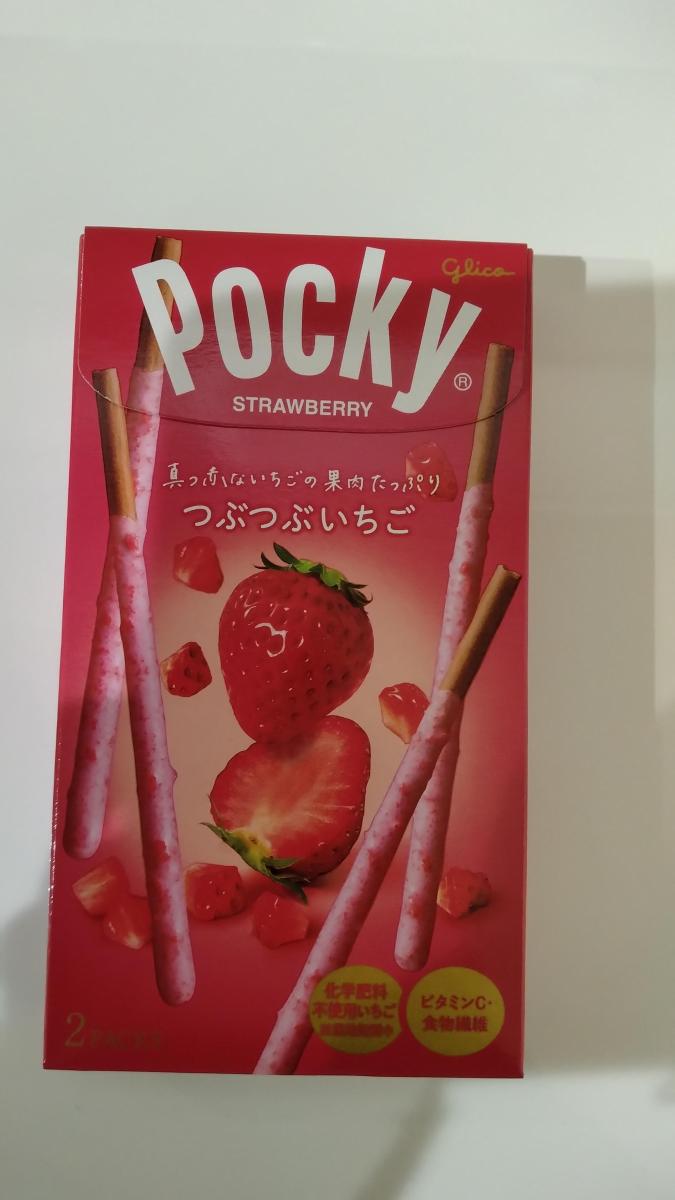 Glico
Pocky®
STRAWBERRY
真っ赤ないちごの果肉たっぷり
つぶつぶいちご
化学肥料
不使用いちご
ビタミンC・
食物繊維
2 PACKS